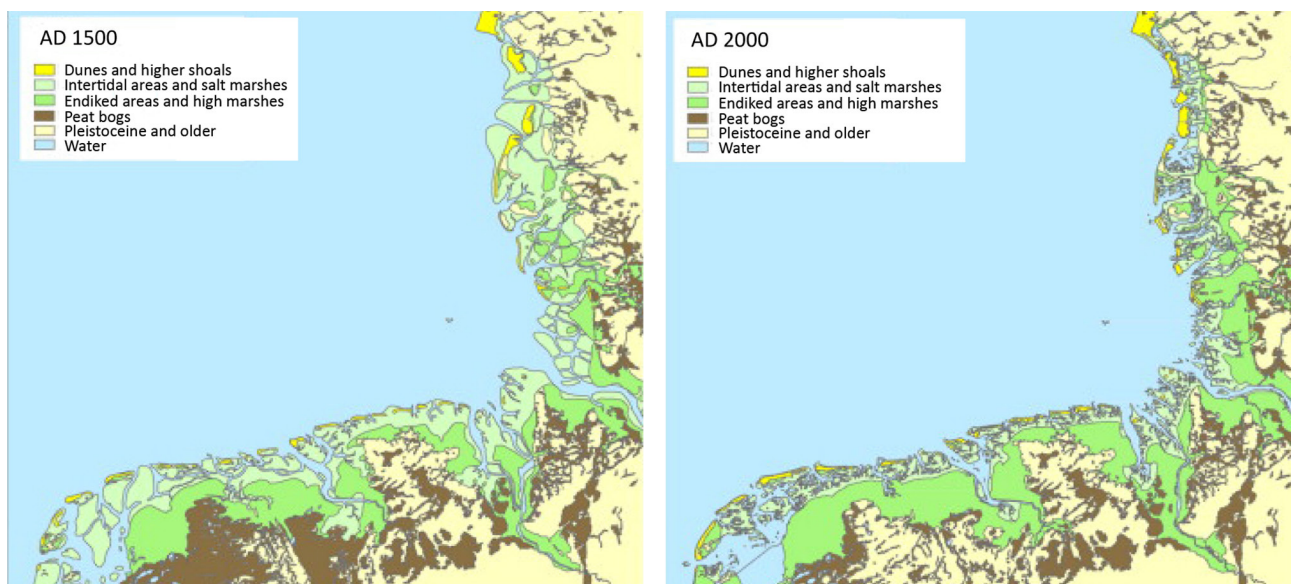 AD 1500
Dunes and higher shoals
Intertidal areas and salt marshes
Endiked areas and high marshes
Peat bogs
Pleistoceine and older
Water
AD 2000
Dunes and higher shoals
Intertidal areas and salt marshes
Endiked areas and high marshes
Peat bogs
Pleistoceine and older
Water